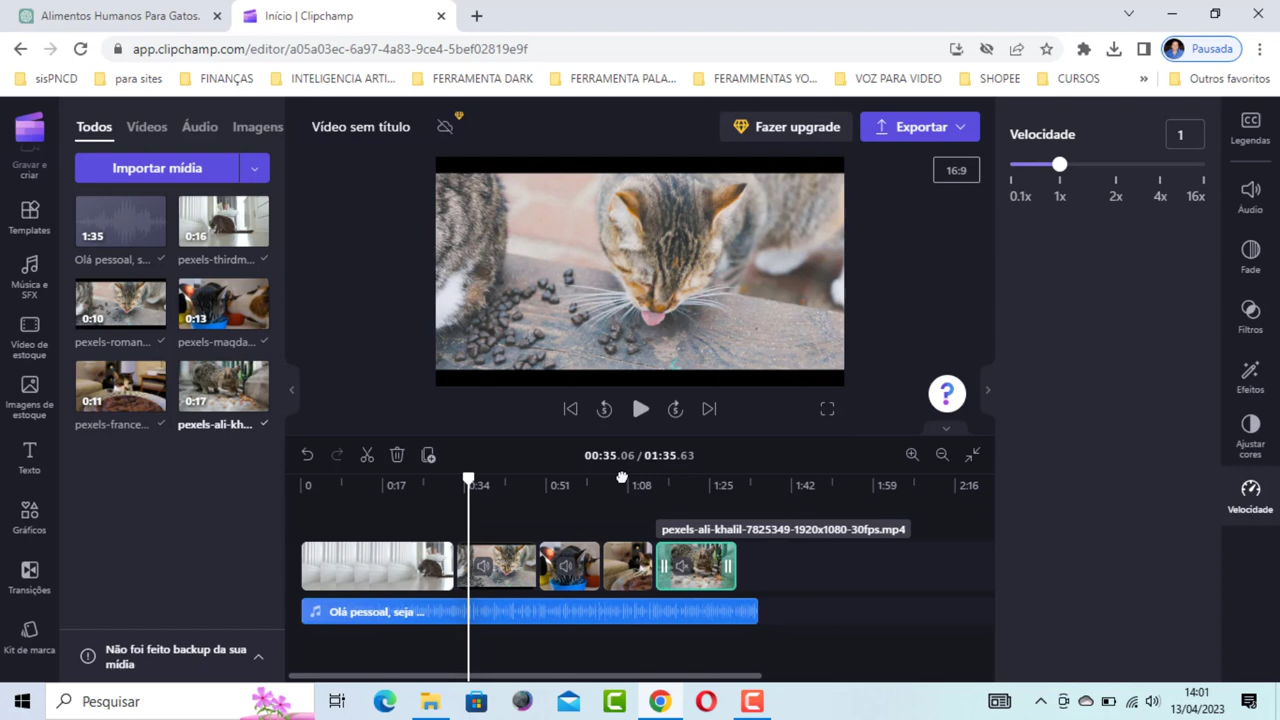 Alimentos Humanos Para Gatos.
Início | Clipchamp
app.clipchamp.com/editor/a05a03ec-6a97-4a83-9ce4-5bef02819e9f
Pausada
sisPNCD
para sites
FINANÇAS
INTELIGENCIA ARTI...
FERRAMENTA DARK
FERRAMENTA PALA...
FERAMMENTAS YO...
VOZ PARA VIDEO
SHOPEE
CURSOS
»
Outros favoritos
Gravar e
criar
Templates
Música e
SFX
Vídeo de
estoque
Imagens de
estoque
Texto
Gráficos
Transições
Kit de marca
Todos
Vídeos
Áudio
Imagens
Importar mídia
1:35
Olá pessoal, s...
0:16
pexels-thirdm...
0:10
pexels-roman...
0:13
pexels-magda...
0:11
pexels-france...
0:17
pexels-ali-kh...
Não foi feito backup da sua
mídia
Vídeo sem título
Fazer upgrade
Exportar
16:9
5
5
?
00:35.06 / 01:35.63
0
0:17
0:34
0:51
1:08
1:25
1:42
1:59
2:16
pexels-ali-khalil-7825349-1920x1080-30fps.mp4
Olá pessoal, seja ...
Velocidade
1
0.1x
1x
2x
4x
16x
CC
Legendas
Áudio
Fade
Filtros
Efeitos
Ajustar
cores
Velocidade
Pesquisar
14:01
13/04/2023